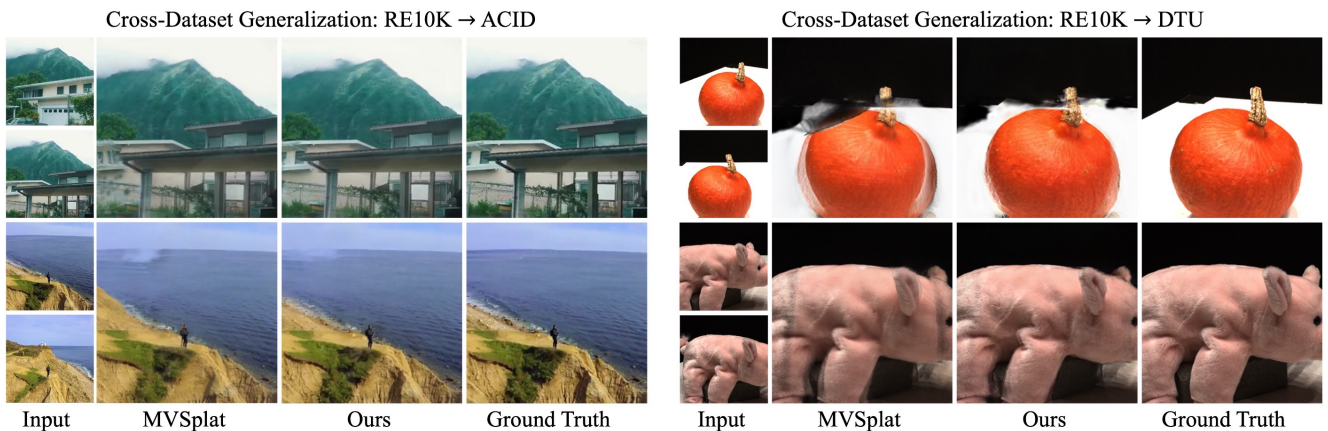 Cross-Dataset Generalization: RE10K → ACID
Cross-Dataset Generalization: RE10K → DTU
Input MVSplat Ours Ground Truth
Input MVSplat Ours Ground Truth